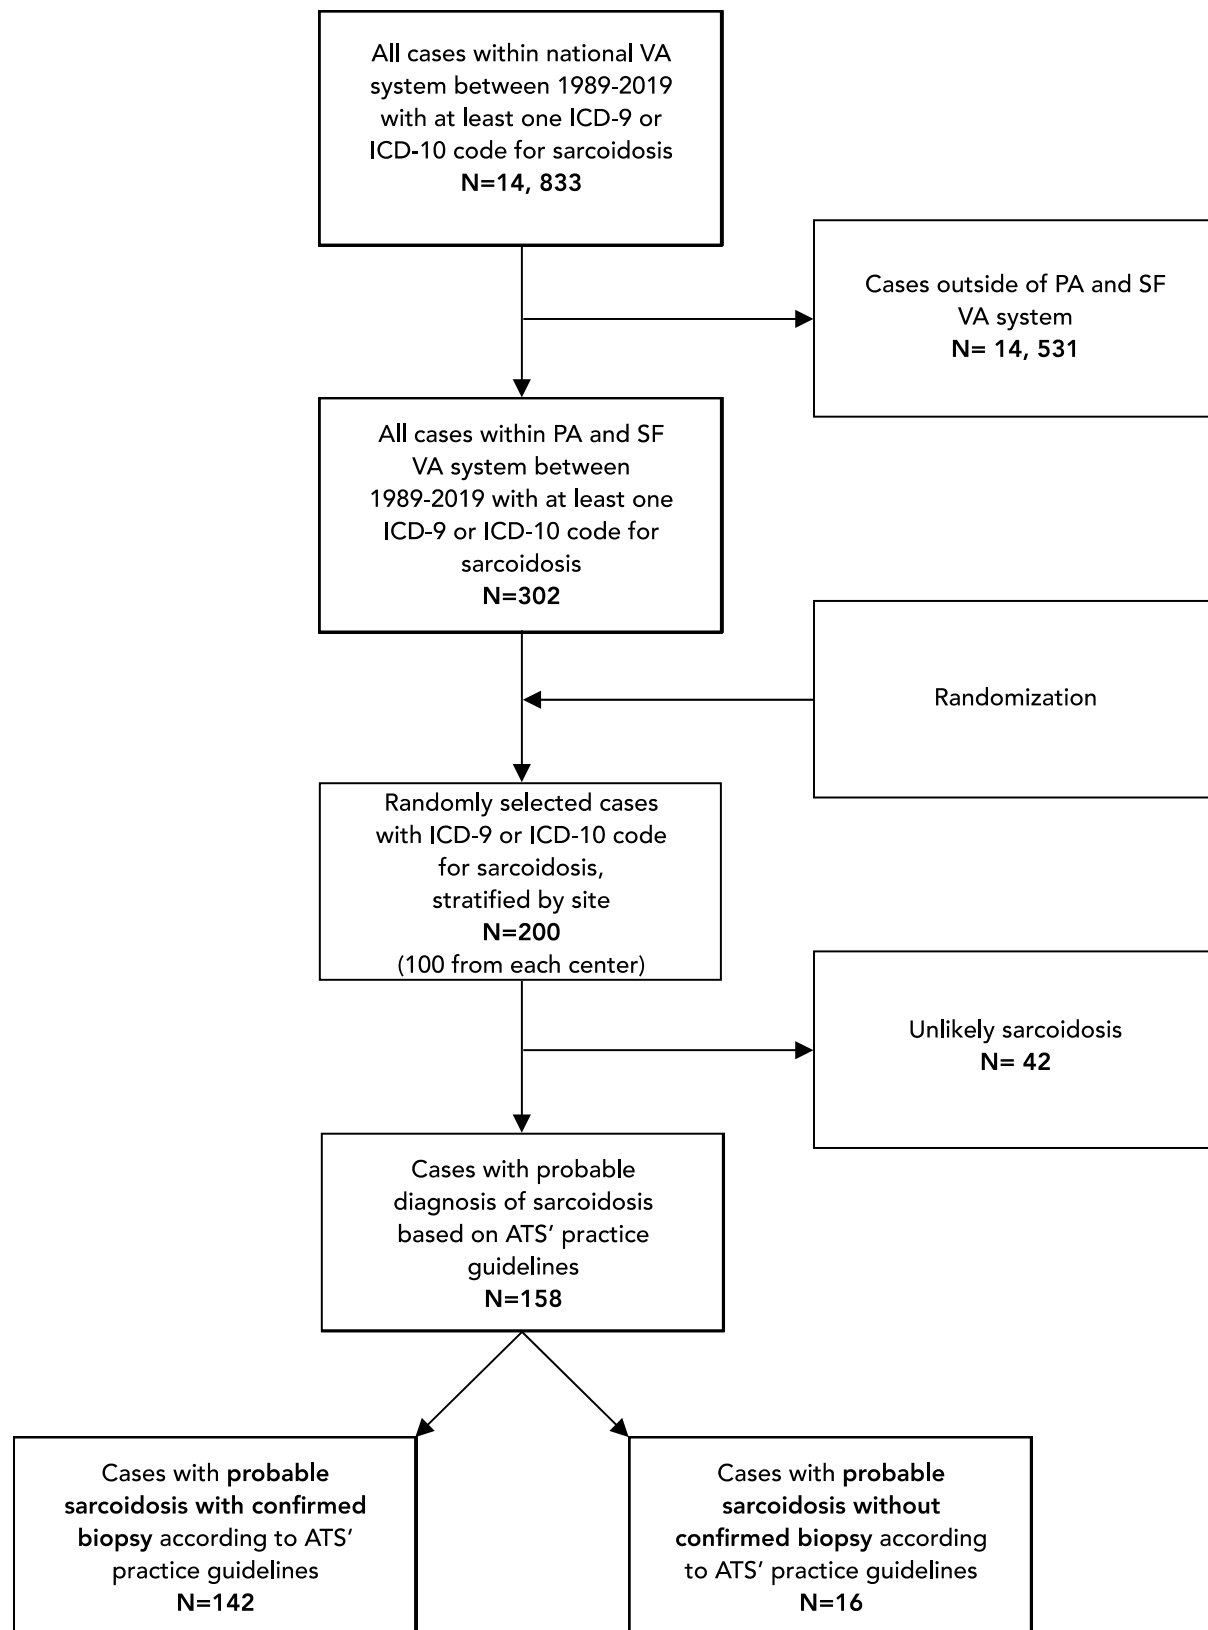 All cases within national VA
system between 1989-2019
with at least one ICD-9 or
ICD-10 code for sarcoidosis
N=14, 833
Cases outside of PA and SF
VA system
N= 14, 531
All cases within PA and SF
VA system between
1989-2019 with at least one
ICD-9 or ICD-10 code for
sarcoidosis
N=302
Randomization
Randomly selected cases
with ICD-9 or ICD-10 code
for sarcoidosis,
stratified by site
N=200
(100 from each center)
Unlikely sarcoidosis
N= 42
Cases with probable
diagnosis of sarcoidosis
based on ATS’ practice
guidelines
N=158
Cases with probable
sarcoidosis with confirmed
biopsy according to ATS’
practice guidelines
N=142
Cases with probable
sarcoidosis without
confirmed biopsy according
to ATS’ practice guidelines
N=16